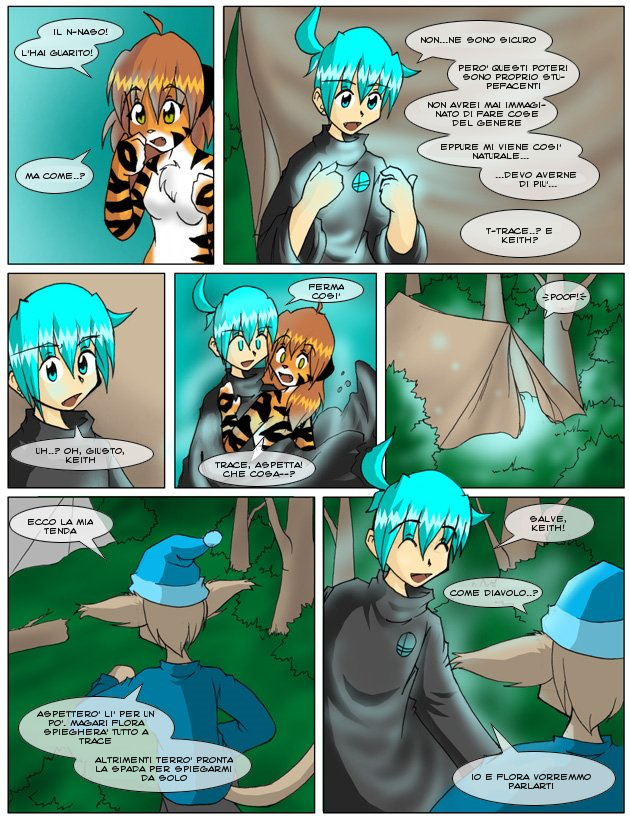 IL N-NASO!
L'HAI GUARITO!
MA COME..?
NON...NE SONO SICURO
PERO' QUESTI POTERI
SONO PROPRIO STU-
PEFACENTI
NON AVREI MAI IMMAGI-
NATO DI FARE COSE
DEL GENERE
EPPURE MI VIENE COSI'
NATURALE...
...DEVO AVERNE
DI PIU'...
T-TRACE..? E
KEITH?
UH..? OH, GIUSTO,
KEITH
FERMA
COSI'
TRACE, ASPETTA!
CHE COSA--?
POOF!
ECCO LA MIA
TENDA
ASPETTERO' LI' PER UN
PO'. MAGARI FLORA
SPIEGHERA' TUTTO A
TRACE
ALTRIMENTI TERRO' PRONTA
LA SPADA PER SPIEGARMI
DA SOLO
SALVE,
KEITH!
COME DIAVOLO..?
IO E FLORA VORREMMO
PARLARTI